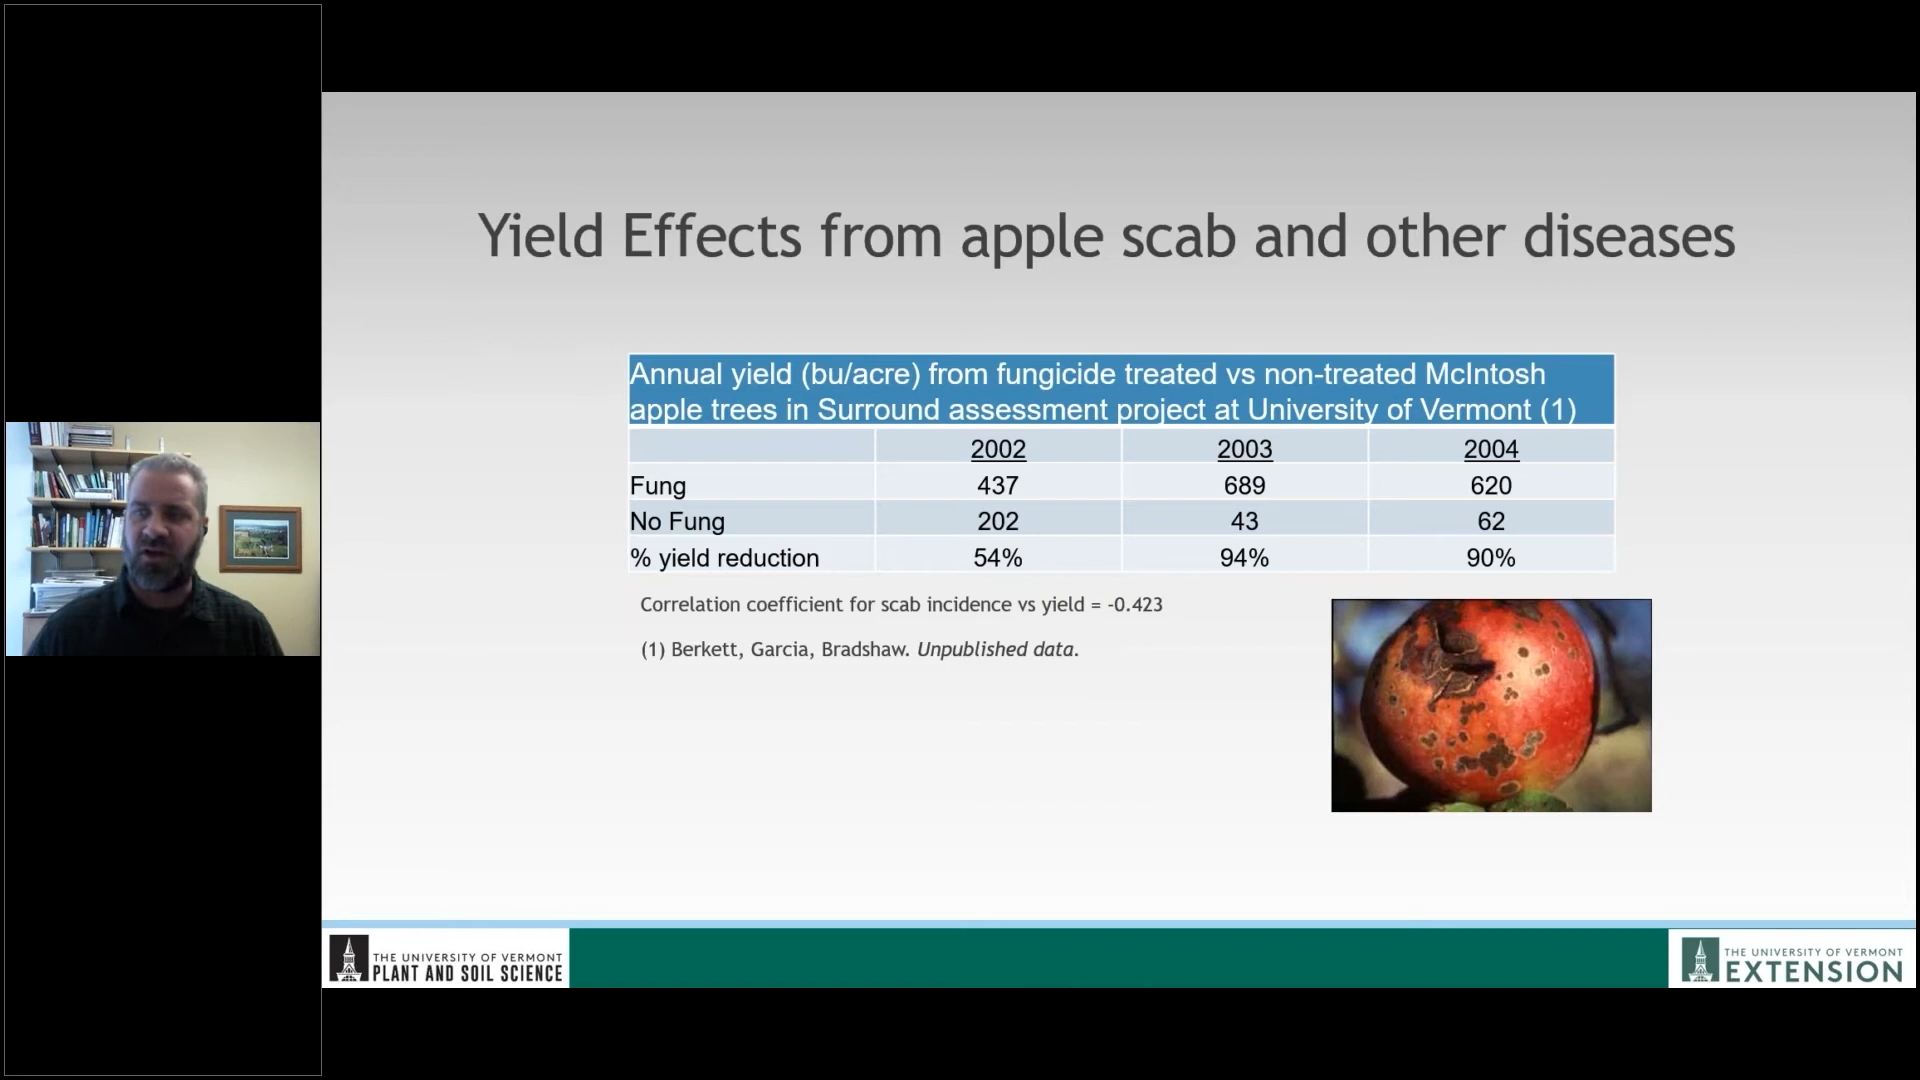 Yield Effects from apple scab and other diseases
Annual yield (bu/acre) from fungicide treated vs non-treated McIntosh
apple trees in Surround assessment project at University of Vermont (1)
2002 2003 2004
Fung 437 689 620
No Fung 202 43 62
% yield reduction 54% 94% 90%
Correlation coefficient for scab incidence vs yield = -0.423
(1) Berkett, Garcia, Bradshaw. Unpublished data.
THE UNIVERSITY OF VERMONT
PLANT AND SOIL SCIENCE
THE UNIVERSITY OF VERMONT
EXTENSION